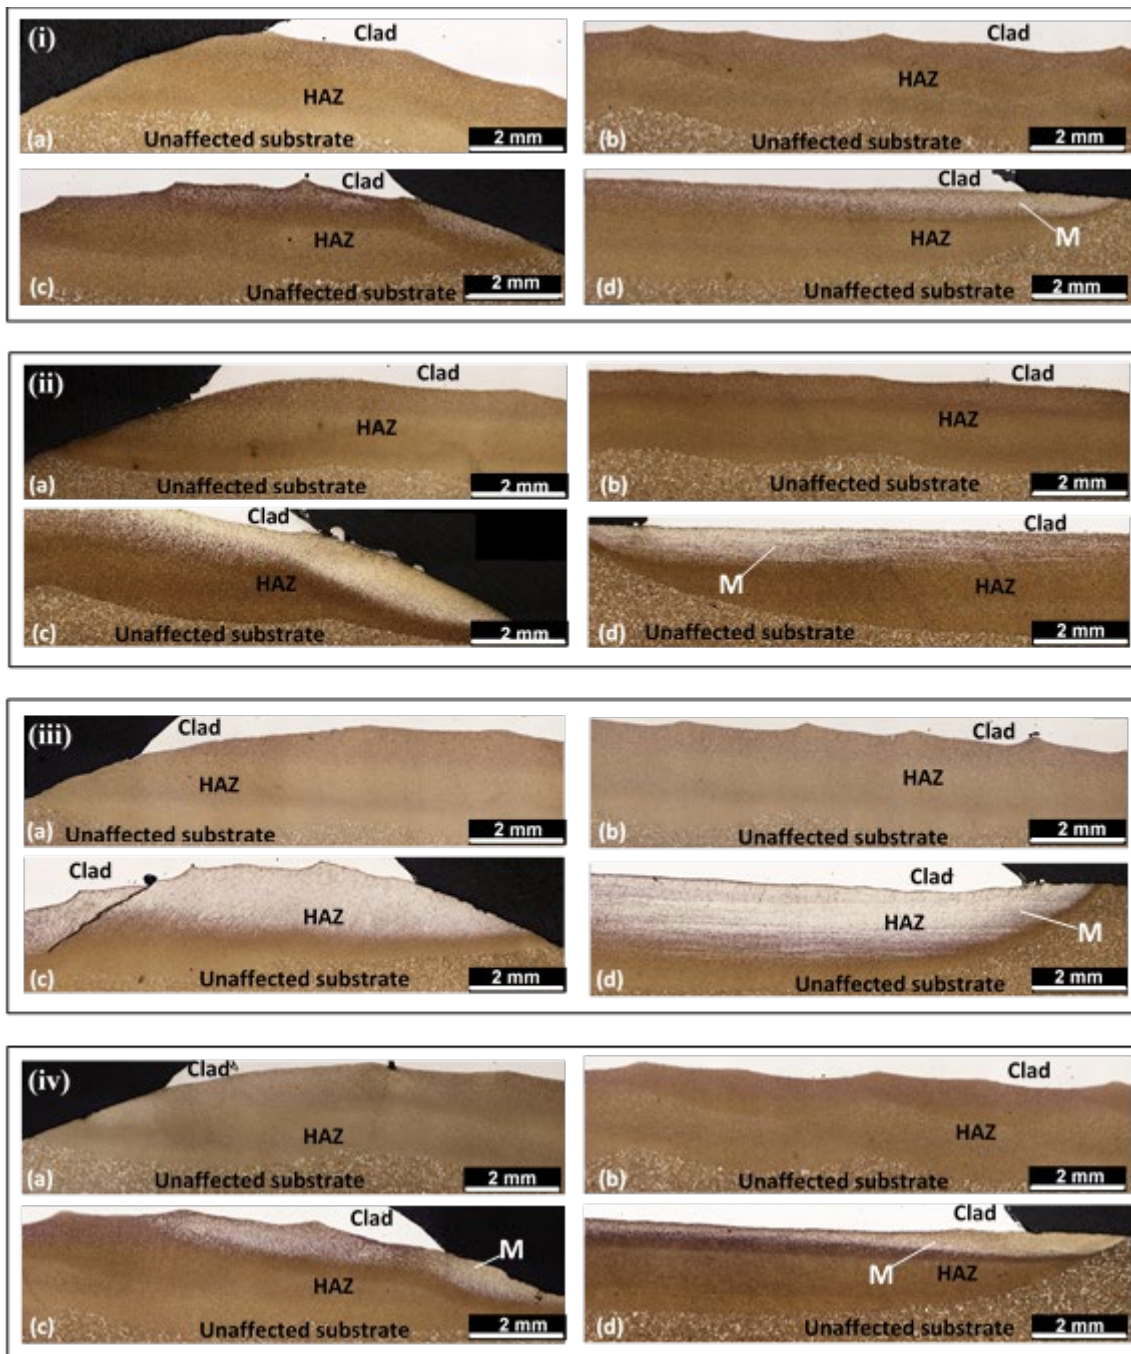 (i)
Clad
HAZ
Unaffected substrate
(a)
2 mm
Clad
HAZ
Unaffected substrate
(b)
2 mm
Clad
HAZ
Unaffected substrate
(c)
2 mm
Clad
M
HAZ
Unaffected substrate
(d)
2 mm
(ii)
Clad
HAZ
Unaffected substrate
(a)
2 mm
Clad
HAZ
Unaffected substrate
(b)
2 mm
Clad
HAZ
Unaffected substrate
(c)
2 mm
Clad
M
HAZ
Unaffected substrate
(d)
2 mm
(iii)
Clad
HAZ
Unaffected substrate
(a)
2 mm
Clad
HAZ
Unaffected substrate
(b)
2 mm
Clad
HAZ
Unaffected substrate
(c)
2 mm
Clad
HAZ
M
Unaffected substrate
(d)
2 mm
(iv)
Clad
HAZ
Unaffected substrate
(a)
2 mm
Clad
HAZ
Unaffected substrate
(b)
2 mm
Clad
M
HAZ
Unaffected substrate
(c)
2 mm
Clad
M
HAZ
Unaffected substrate
(d)
2 mm